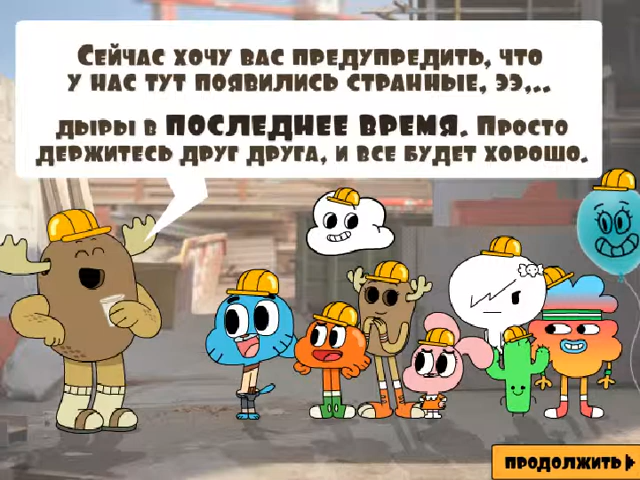 Сейчас хочу вас предупредить, что
у нас тут появились странные, ээ,...
дыры в последнее время. Просто
держитесь друг друга, и все будет хорошо.
продолжить